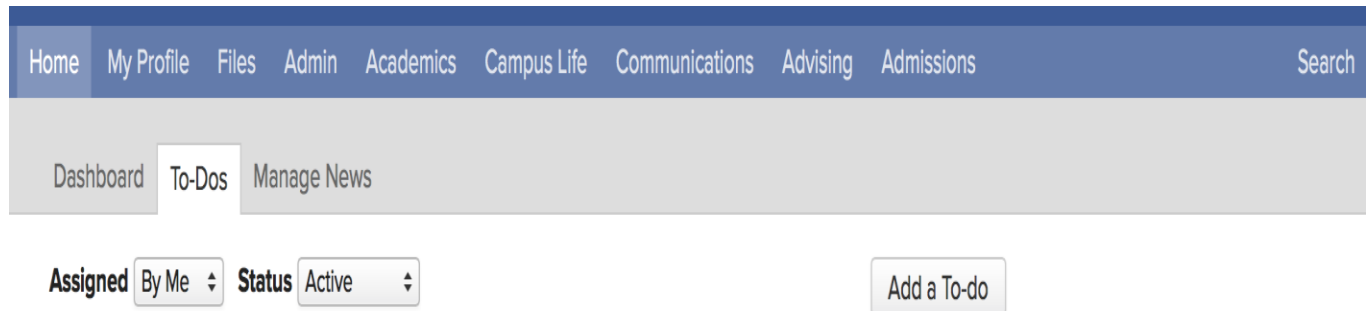 Home My Profile Files Admin Academics Campus Life Communications Advising Admissions Search
Dashboard To-Dos Manage News
Assigned By Me Status Active Add a To-do